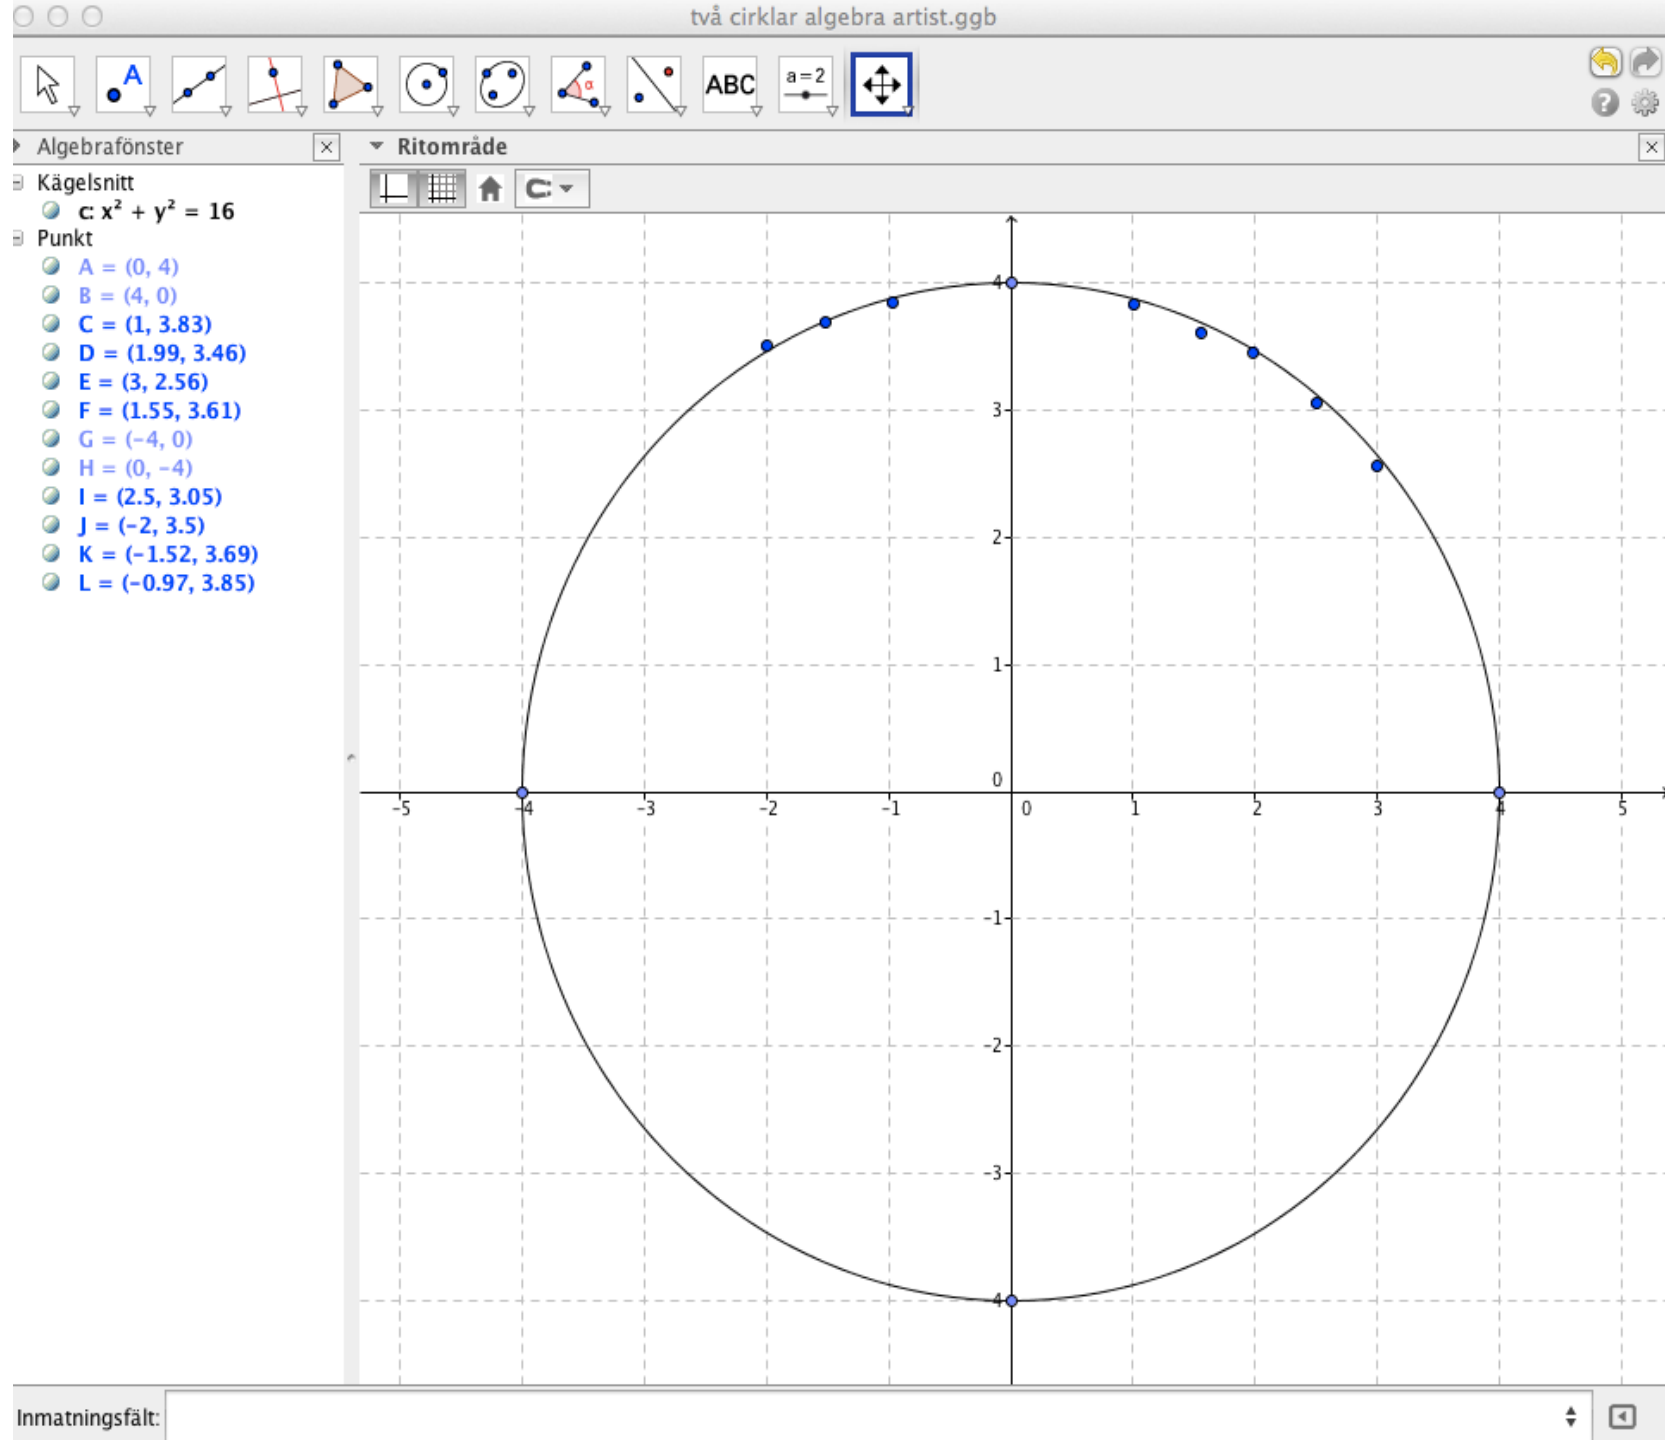 två cirklar algebra artist.ggb
A
α
ABC
a=2
Algebrafönster
Ritområde
Kägelsnitt
c: x² + y² = 16
Punkt
A = (0, 4)
B = (4, 0)
C = (1, 3.83)
D = (1.99, 3.46)
E = (3, 2.56)
F = (1.55, 3.61)
G = (−4, 0)
H = (0, −4)
I = (2.5, 3.05)
J = (−2, 3.5)
K = (−1.52, 3.69)
L = (−0.97, 3.85)
4
3
2
1
0
-5 -4 -3 -2 -1 0 1 2 3 4 5
-1
-2
-3
-4
Inmatningsfält: